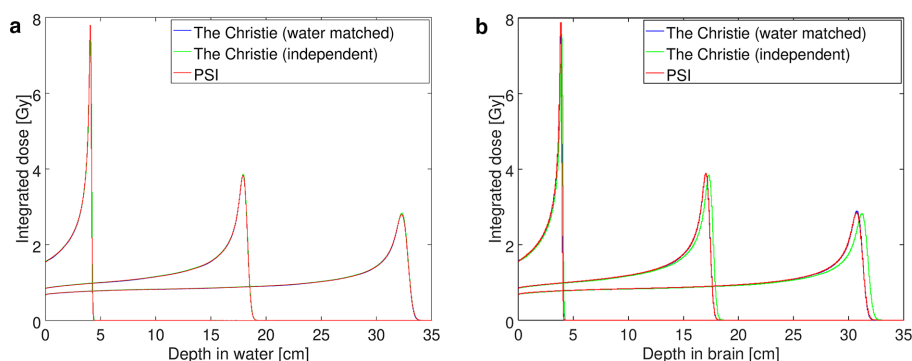 a
The Christie (water matched)
The Christie (independent)
PSI
Integrated dose [Gy]
8
6
4
2
0
0 5 10 15 20 25 30 35
Depth in water [cm]
b
The Christie (water matched)
The Christie (independent)
PSI
Integrated dose [Gy]
8
6
4
2
0
0 5 10 15 20 25 30 35
Depth in brain [cm]